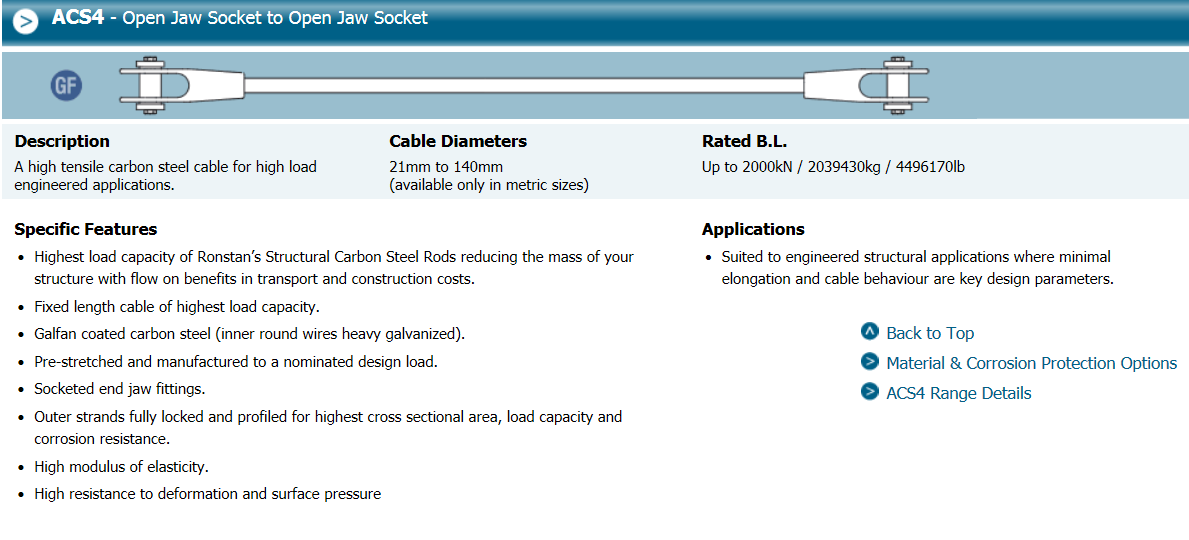 ACS4 - Open Jaw Socket to Open Jaw Socket
GF
Description
A high tensile carbon steel cable for high load
engineered applications.
Cable Diameters
21mm to 140mm
(available only in metric sizes)
Rated B.L.
Up to 2000kN / 2039430kg / 4496170lb
Specific Features
• Highest load capacity of Ronstan’s Structural Carbon Steel Rods reducing the mass of your
structure with flow on benefits in transport and construction costs.
• Fixed length cable of highest load capacity.
• Galfan coated carbon steel (inner round wires heavy galvanized).
• Pre-stretched and manufactured to a nominated design load.
• Socketed end jaw fittings.
• Outer strands fully locked and profiled for highest cross sectional area, load capacity and
corrosion resistance.
• High modulus of elasticity.
• High resistance to deformation and surface pressure
Applications
• Suited to engineered structural applications where minimal
elongation and cable behaviour are key design parameters.
Back to Top
Material & Corrosion Protection Options
ACS4 Range Details